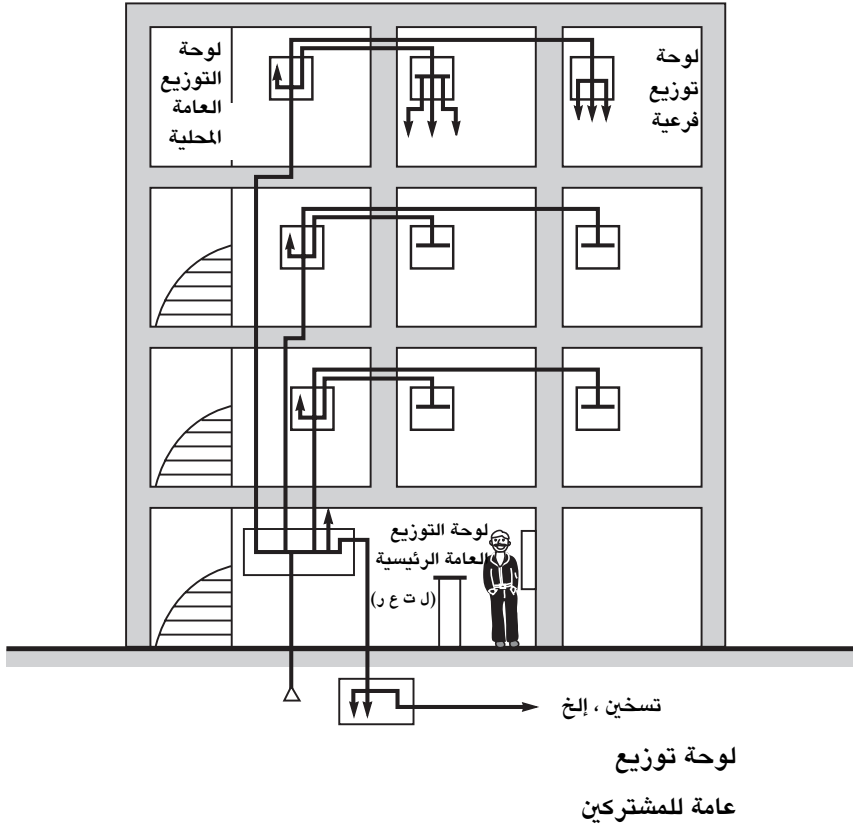 لوحة
التوزيع
العامة
المحلية
لوحة
توزيع
فرعية
لوحة التوزيع
العامة الرئيسية
(ل ت ع ر)
تسخين ، إلخ
لوحة توزيع
عامة للمشتركين